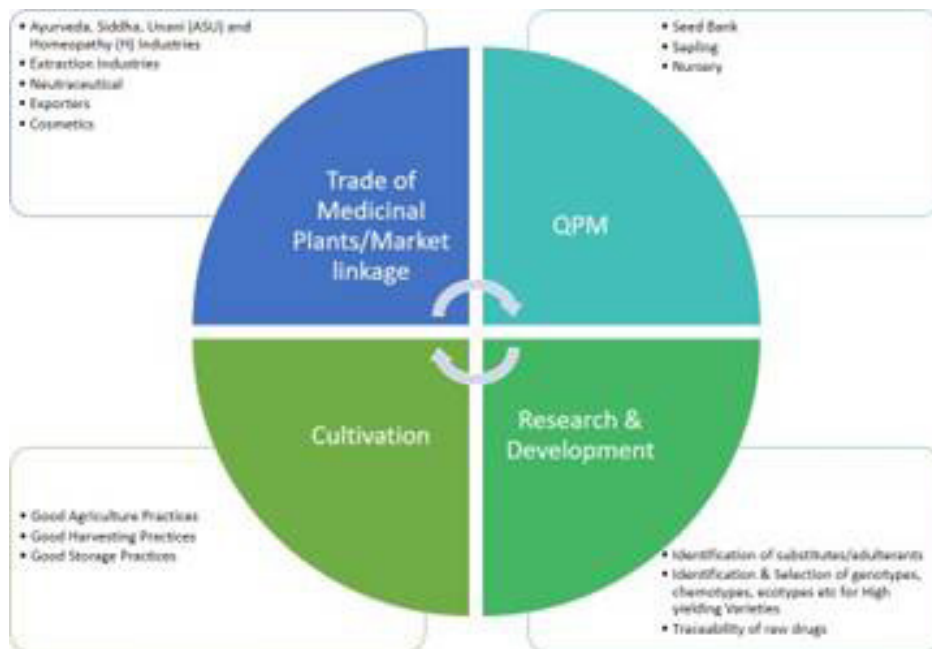 • Ayurveda, Siddha, Unani (ASU) and
Homeopathy (H) Industries
• Extraction Industries
• Neutraceutical
• Exporters
• Cosmetics
• Seed Bank
• Sapling
• Nursery
Trade of
Medicinal
Plants/Market
linkage
QPM
Cultivation
Research &
Development
• Good Agriculture Practices
• Good Harvesting Practices
• Good Storage Practices
• Identification of substitutes/adulterants
• Identification & Selection of genotypes,
chemotypes, ecotypes etc for High
yielding Varieties
• Traceability of raw drugs